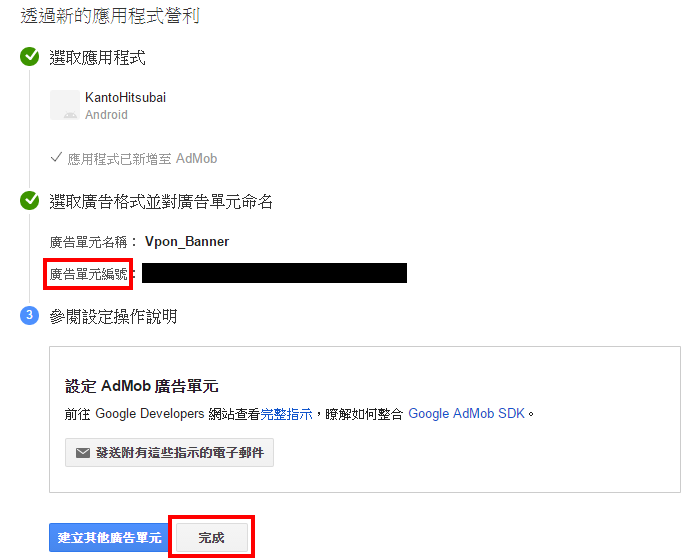 透過新的應用程式營利
選取應用程式
KantoHitsubai
Android
應用程式已新增至 AdMob
選取廣告格式並對廣告單元命名
廣告單元名稱： Vpon_Banner
廣告單元編號：
3 參閱設定操作說明
設定 AdMob 廣告單元
前往 Google Developers 網站查看完整指示，瞭解如何整合 Google AdMob SDK。
發送附有這些指示的電子郵件
建立其他廣告單元 完成